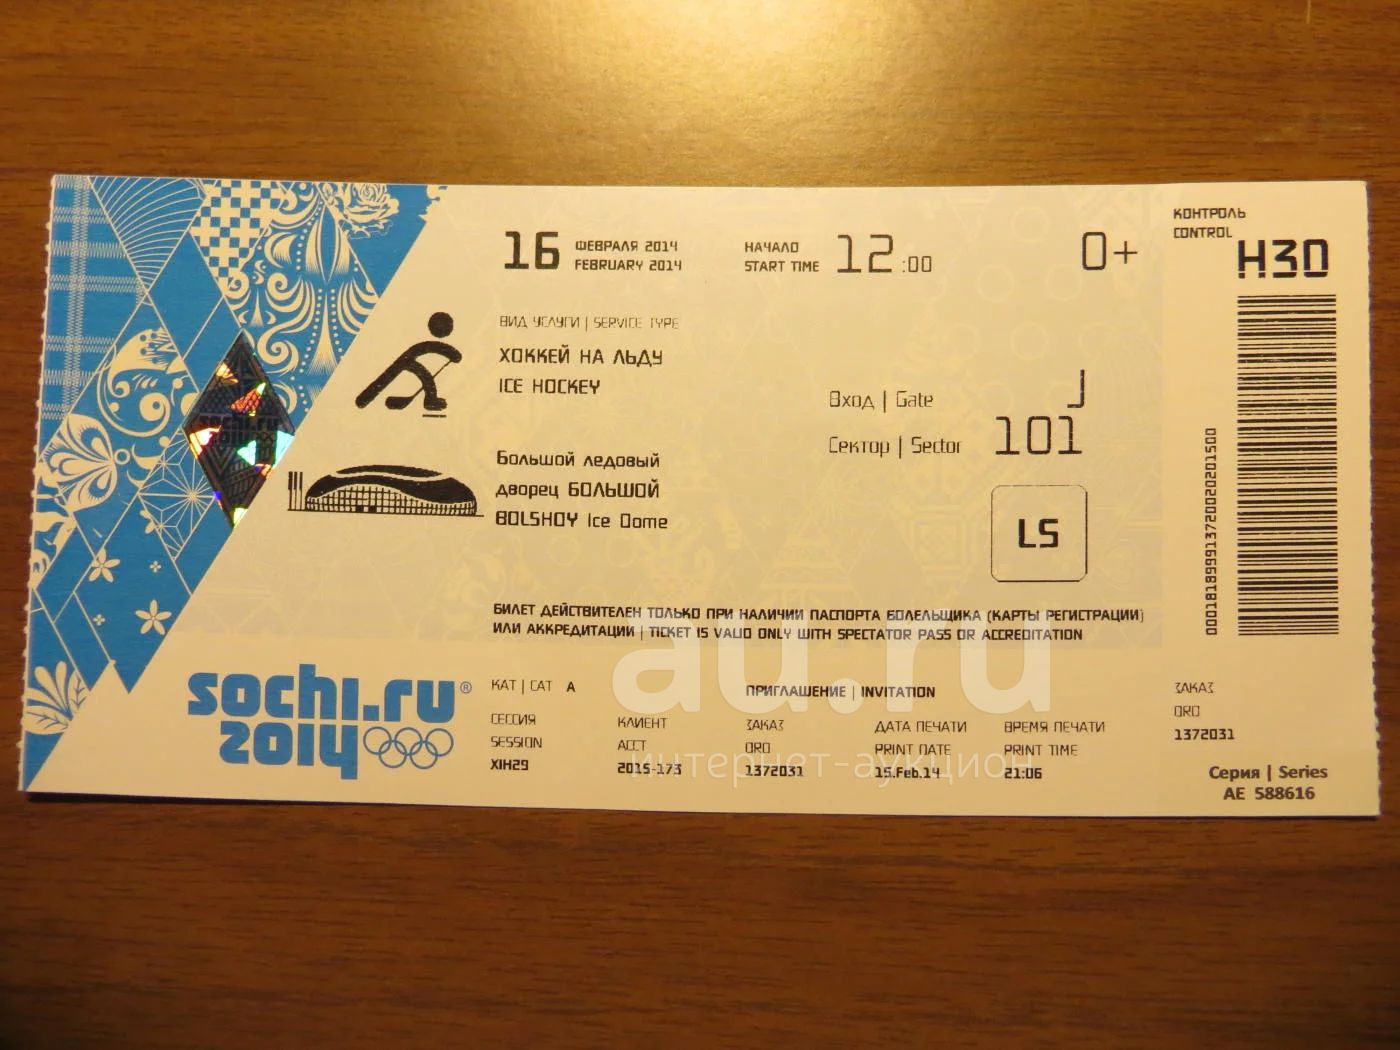 16 ФЕВРАЛЯ 2014
FEBRUARY 2014
НАЧАЛО
START TIME 12:00
0+
ВИД УСЛУГИ | SERVICE TYPE
ХОККЕЙ НА ЛЬДУ
ICE HOCKEY
Вход | Gate J
Сектор | Sector 101
Большой ледовый
дворец БОЛЬШОЙ
BOLSHOY Ice Dome
LS
БИЛЕТ ДЕЙСТВИТЕЛЕН ТОЛЬКО ПРИ НАЛИЧИИ ПАСПОРТА БОЛЕЛЬЩИКА (КАРТЫ РЕГИСТРАЦИИ)
ИЛИ АККРЕДИТАЦИИ | TICKET IS VALID ONLY WITH SPECTATOR PASS OR ACCREDITATION
sochi.ru®
2014
КАТ | CAT A
ПРИГЛАШЕНИЕ | INVITATION
СЕССИЯ
SESSION
XIH29
КЛИЕНТ
ACCT
2015-173
ЗАКАЗ
ORD
1372031
ДАТА ПЕЧАТИ
PRINT DATE
15.Feb.14
ВРЕМЯ ПЕЧАТИ
PRINT TIME
21:06
КОНТРОЛЬ
CONTROL
H30
00018189991372002020201500
ЗАКАЗ
ORD
1372031
Серия | Series
AE 588616
au.ru
интернет-аукцион